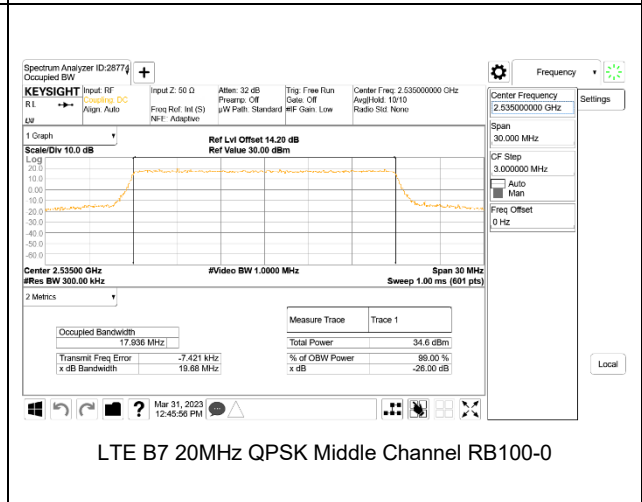 Spectrum Analyzer ID:28774
Occupied BW
+
Frequency
KEYSIGHT Input: RF Input Z: 50 Ω Atten: 32 dB Trig: Free Run Center Freq: 2.535000000 GHz
R L Coupling: DC Preamp: Off Gate: Off Avg|Hold: 10/10
Align: Auto Freq Ref: Int (S) µW Path: Standard #IF Gain: Low Radio Std: None
NFE: Adaptive
1 Graph
Ref Lvl Offset 14.20 dB
Scale/Div 10.0 dB Ref Value 30.00 dBm
Log
20.0
10.0
0.00
-10.0
-20.0
-30.0
-40.0
-50.0
-60.0
Center 2.53500 GHz #Video BW 1.0000 MHz Span 30 MHz
#Res BW 300.00 kHz Sweep 1.00 ms (601 pts)
2 Metrics
Measure Trace Trace 1
Occupied Bandwidth
17.936 MHz Total Power 34.6 dBm
Transmit Freq Error -7.421 kHz % of OBW Power 99.00 %
x dB Bandwidth 19.68 MHz x dB -26.00 dB
Center Frequency
2.535000000 GHz
Settings
Span
30.000 MHz
CF Step
3.000000 MHz
Auto
Man
Freq Offset
0 Hz
Local
? Mar 31, 2023
12:45:56 PM
LTE B7 20MHz QPSK Middle Channel RB100-0